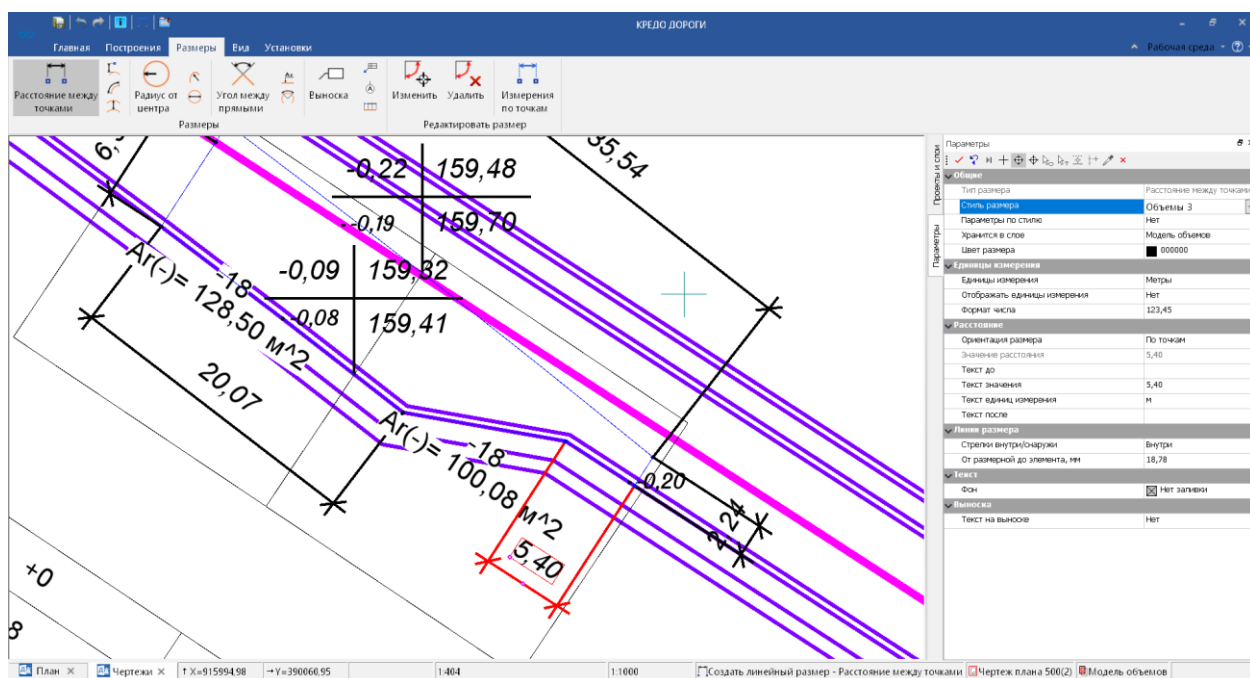 КРЕДО ДОРОГИ
Главная Построения Размеры Вид Установки
Рабочая среда
Расстояние между точками
Радиус от центра
Угол между прямыми
Выноска
Изменить
Удалить
Измерения по точкам
Размеры
Редактировать размер
6,
35,54
-0,22 159,48
-0,19 159,70
-0,09 159,32
-0,08 159,41
-18
Ar(-)= 128,50 м^2
20,07
-18
Ar(-)= 100,08 м^2
-0,20
2,24
5,40
+0
8
Проекты и слои
Параметры
Параметры
Общие
Тип размера Расстояние между точками
Стиль размера Объемы 3
Параметры по стилю Нет
Хранится в слое Модель объемов
Цвет размера 000000
Единицы измерения
Единицы измерения Метры
Отображать единицы измерения Нет
Формат числа 123,45
Расстояние
Ориентация размера По точкам
Значение расстояния 5,40
Текст до
Текст значения 5,40
Текст единиц измерения м
Текст после
Линии размера
Стрелки внутри/снаружи Внутри
От размерной до элемента, мм 18,78
Текст
Фон Нет заливки
Выноска
Текст на выноске Нет
План Чертежи X=915994,98 Y=390060,95 1:404 1:1000 Создать линейный размер - Расстояние между точками Чертеж плана 500(2) Модель объемов